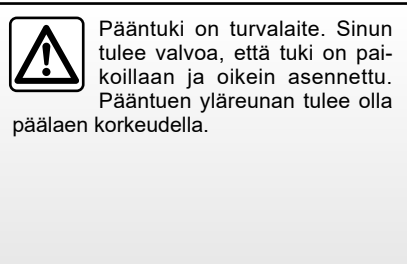 Pääntuki on turvalaite. Sinun
tulee valvoa, että tuki on pai-
koillaan ja oikein asennettu.
Pääntuen yläreunan tulee olla
päälaen korkeudella.